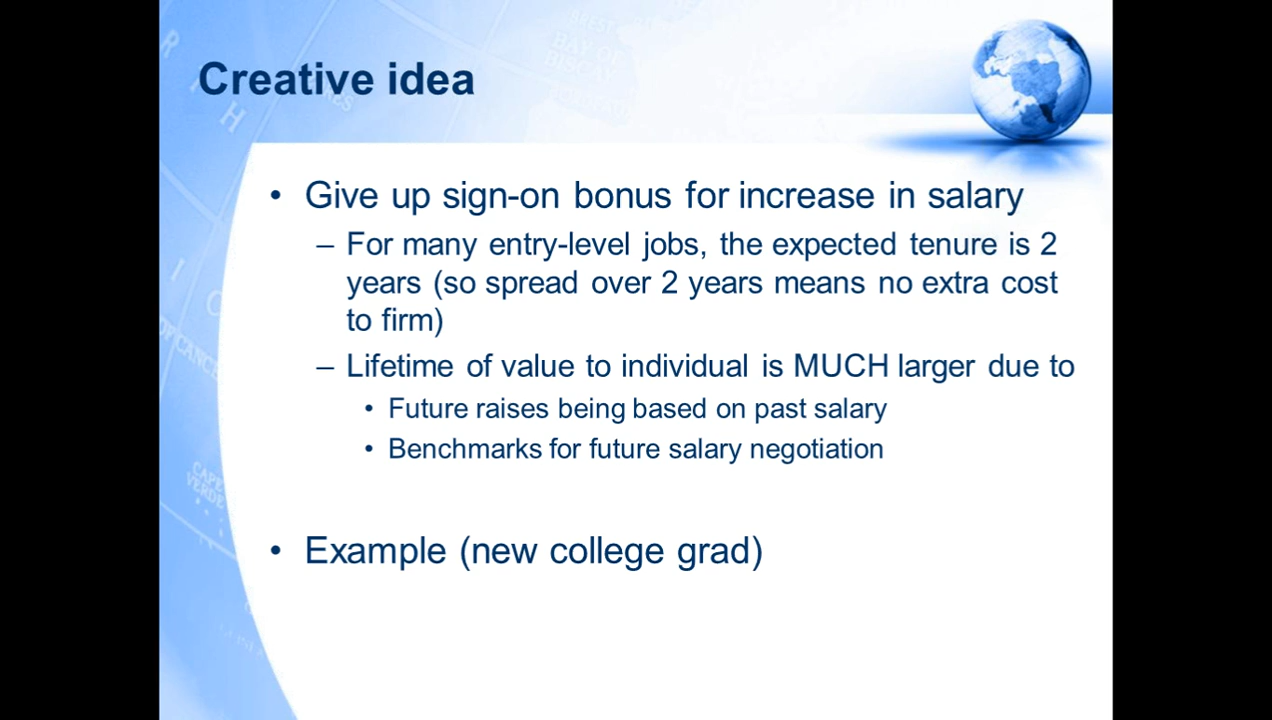 Creative idea
• Give up sign-on bonus for increase in salary
– For many entry-level jobs, the expected tenure is 2
years (so spread over 2 years means no extra cost
to firm)
– Lifetime of value to individual is MUCH larger due to
• Future raises being based on past salary
• Benchmarks for future salary negotiation
• Example (new college grad)